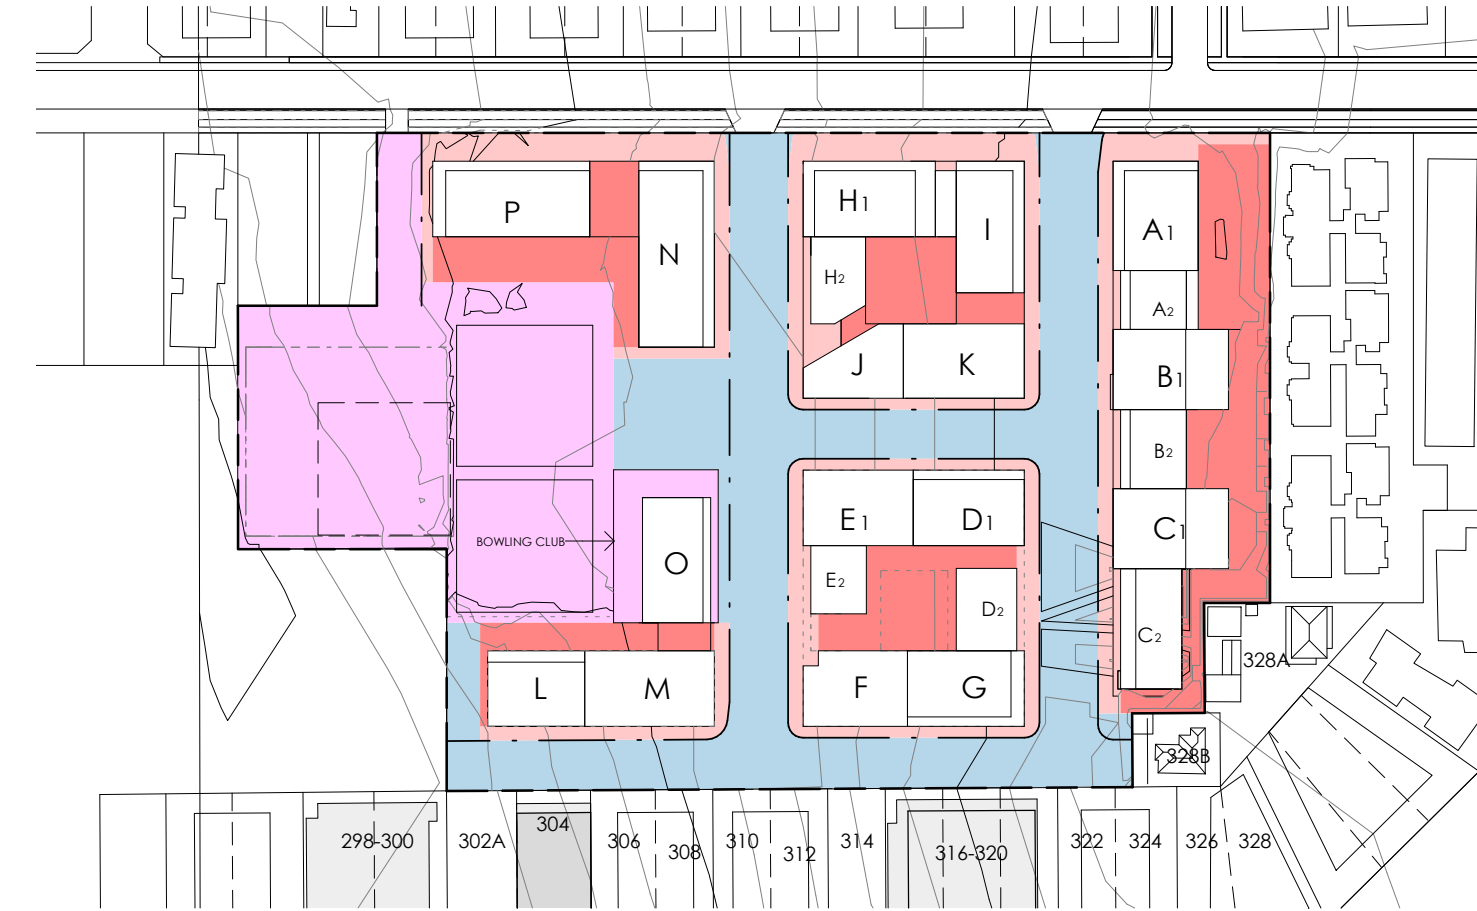 P
N
H1
I
A1
H2
A2
J
K
B1
B2
E1
D1
C1
BOWLING CLUB
O
E2
D2
C2
L
M
F
G
328A
328B
298-300
302A
304
306
308
310
312
314
316-320
322
324
326
328